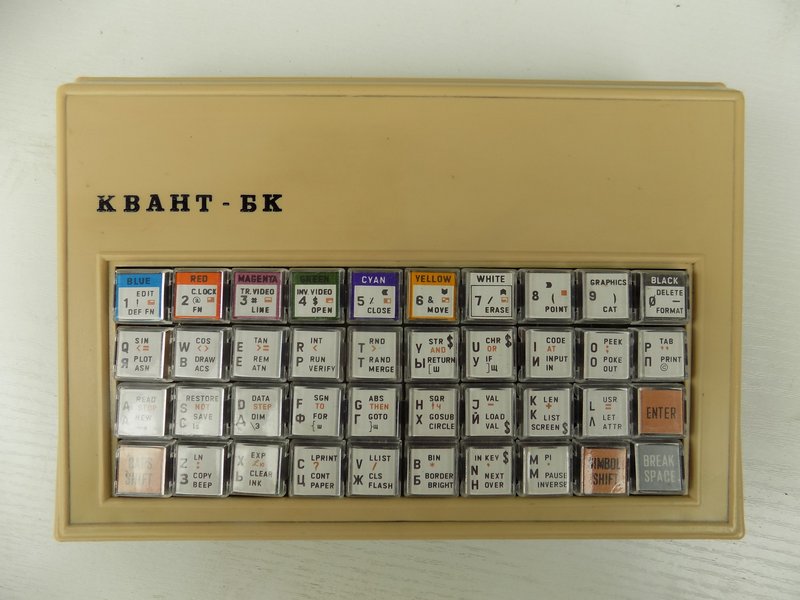 КВАНТ-БК
BLUE RED MAGENTA GREEN CYAN YELLOW WHITE BLACK
1 EDIT ! DEF FN
2 C.LOCK @ FN
3 TR.VIDEO # LINE
4 INV.VIDEO $ OPEN
5 % CLOSE
6 & MOVE
7 / ERASE
8 ( POINT
9 GRAPHICS ) CAT
0 DELETE _ FORMAT
Q Я SIN <= PLOT ASN
W В COS <> DRAW ACS
E Е TAN >= REM ATN
R Р INT < RUN VERIFY
T Т RND > RAND MERGE
Y Ы STR $ AND RETURN [Ш
U У CHR $ OR IF ]Щ
I И CODE AT INPUT IN
O О PEEK ; POKE OUT
P П TAB " PRINT ©
A READ STOP NEW
S С RESTORE NOT SAVE
D Д DATA STEP DIM \Э
F Ф SGN TO FOR {Ш
G Г ABS THEN GOTO }Щ
H Х SQR GOSUB CIRCLE
J Й VAL - LOAD VAL $
K К LEN + LIST SCREEN $
L Л USR = LET ATTR
ENTER
CAPS SHIFT
Z З LN : COPY BEEP
X Ь EXP CLEAR INK
C Ц LPRINT ? CONT PAPER
V Ж LLIST / CLS FLASH
B Б BIN * BORDER BRIGHT
N Н IN KEY $ , NEXT OVER
M М PI . PAUSE INVERSE
SYMBOL SHIFT
BREAK SPACE